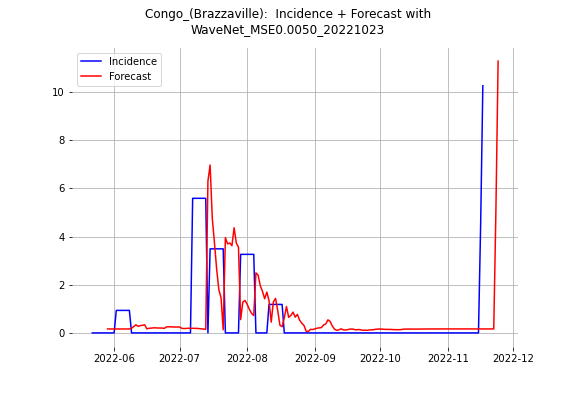 Congo_(Brazzaville):  Incidence + Forecast with
WaveNet_MSE0.0050_20221023
Incidence
Forecast
10
8
6
4
2
0
2022-06 2022-07 2022-08 2022-09 2022-10 2022-11 2022-12